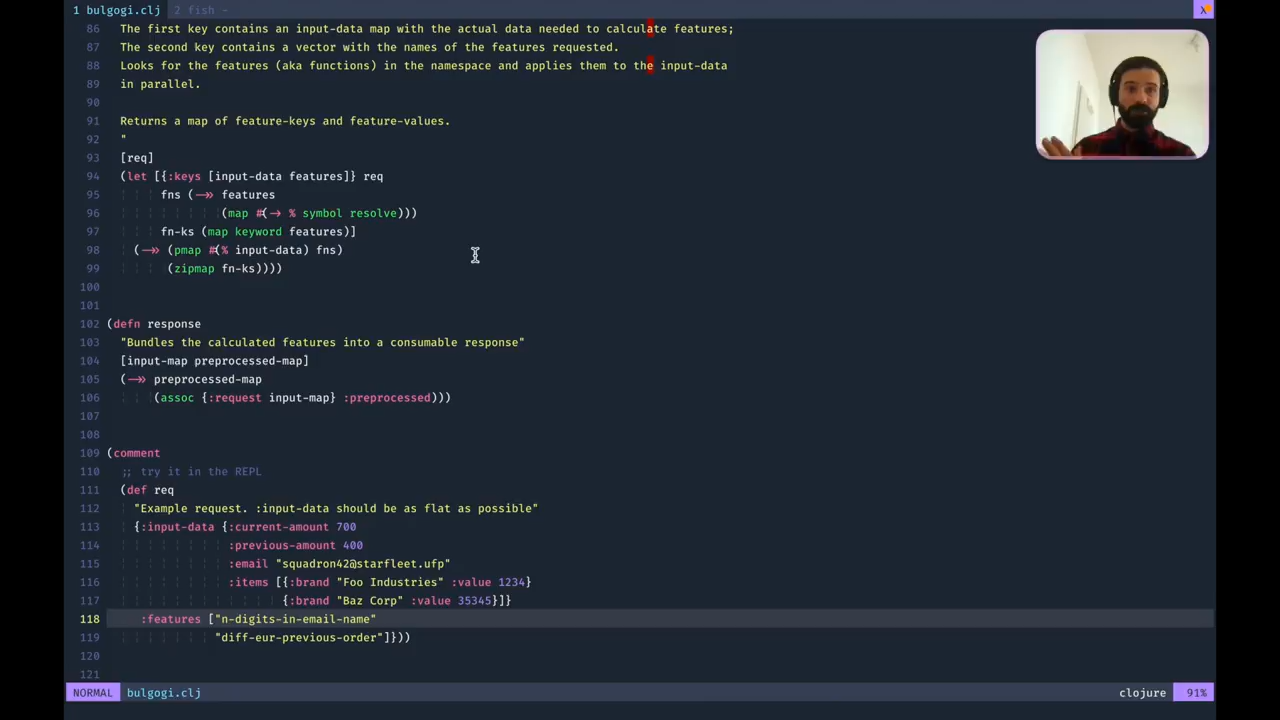 1 bulgogi.clj  2 fish -
86 The first key contains an input-data map with the actual data needed to calculate features;
87 The second key contains a vector with the names of the features requested.
88 Looks for the features (aka functions) in the namespace and applies them to the input-data
89 in parallel.
90
91 Returns a map of feature-keys and feature-values.
92 "
93 [req]
94 (let [{:keys [input-data features]} req
95 fns (->> features
96 (map #(-> % symbol resolve)))
97 fn-ks (map keyword features)]
98 (->> (pmap #(% input-data) fns)
99 (zipmap fn-ks))))
100
101
102 (defn response
103 "Bundles the calculated features into a consumable response"
104 [input-map preprocessed-map]
105 (->> preprocessed-map
106 (assoc {:request input-map} :preprocessed)))
107
108
109 (comment
110 ;; try it in the REPL
111 (def req
112 "Example request. :input-data should be as flat as possible"
113 {:input-data {:current-amount 700
114 :previous-amount 400
115 :email "squadron42@starfleet.ufp"
116 :items [{:brand "Foo Industries" :value 1234}
117 {:brand "Baz Corp" :value 35345}]}
118 :features ["n-digits-in-email-name"
119 "diff-eur-previous-order"]}))
120
121
NORMAL bulgogi.clj clojure 91%